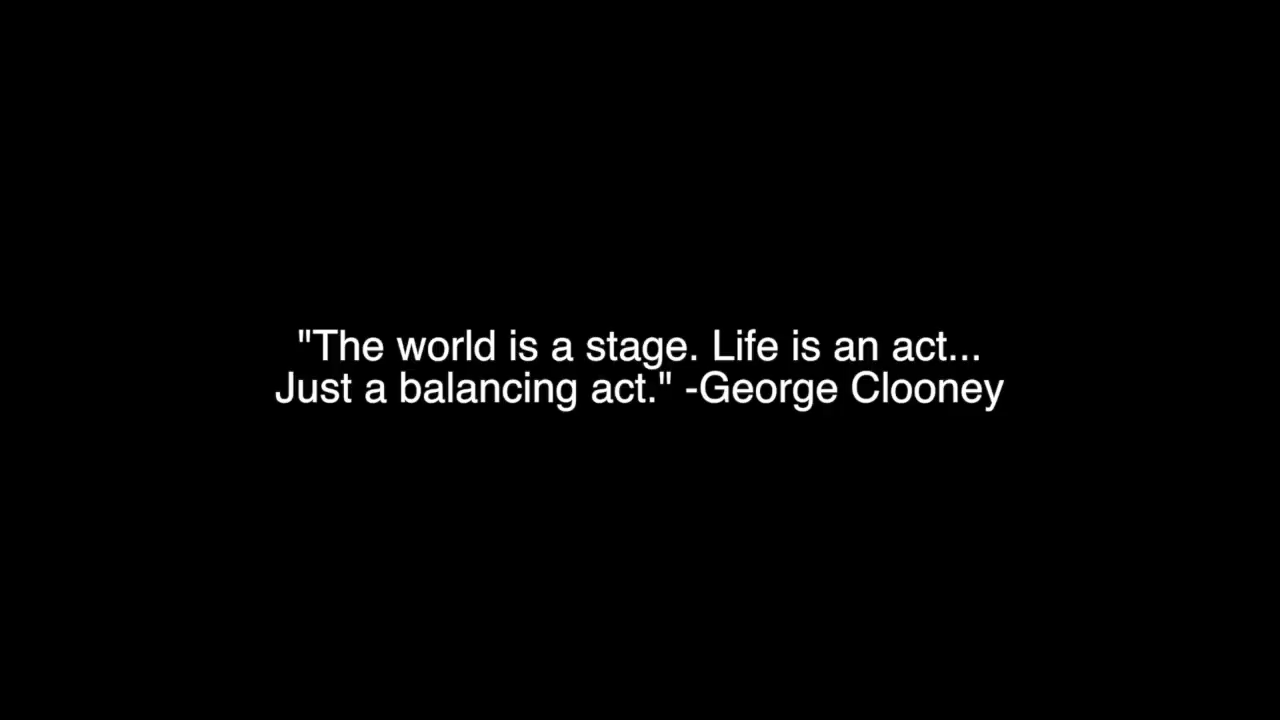 "The world is a stage. Life is an act...
Just a balancing act." -George Clooney